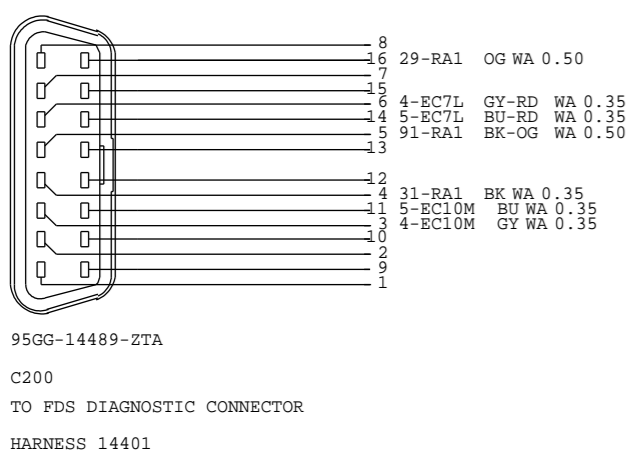 8
16 29-RA1 OG WA 0.50
7
15
6 4-EC7L GY-RD WA 0.35
14 5-EC7L BU-RD WA 0.35
5 91-RA1 BK-OG WA 0.50
13
12
4 31-RA1 BK WA 0.35
11 5-EC10M BU WA 0.35
3 4-EC10M GY WA 0.35
10
2
9
1
95GG-14489-ZTA
C200
TO FDS DIAGNOSTIC CONNECTOR
HARNESS 14401